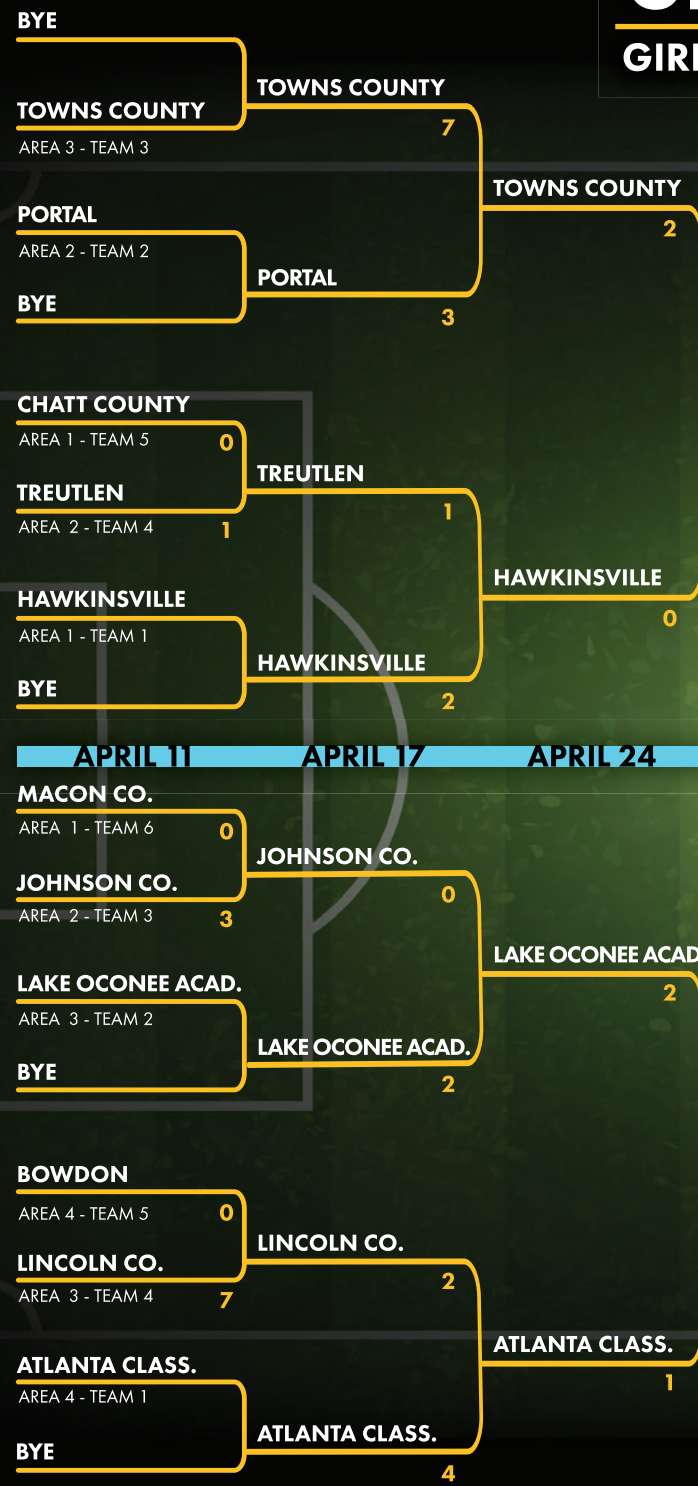 BYE
TOWNS COUNTY
AREA 3 - TEAM 3
TOWNS COUNTY
7
PORTAL
AREA 2 - TEAM 2
BYE
PORTAL
3
TOWNS COUNTY
2
CHATT COUNTY
AREA 1 - TEAM 5
0
TREUTLEN
AREA 2 - TEAM 4
1
TREUTLEN
1
HAWKINSVILLE
AREA 1 - TEAM 1
BYE
HAWKINSVILLE
2
HAWKINSVILLE
0
APRIL 11 APRIL 17 APRIL 24
MACON CO.
AREA 1 - TEAM 6
0
JOHNSON CO.
AREA 2 - TEAM 3
3
JOHNSON CO.
0
LAKE OCONEE ACAD.
AREA 3 - TEAM 2
BYE
LAKE OCONEE ACAD.
2
LAKE OCONEE ACAD
2
BOWDON
AREA 4 - TEAM 5
0
LINCOLN CO.
AREA 3 - TEAM 4
7
LINCOLN CO.
2
ATLANTA CLASS.
AREA 4 - TEAM 1
BYE
ATLANTA CLASS.
4
ATLANTA CLASS.
1